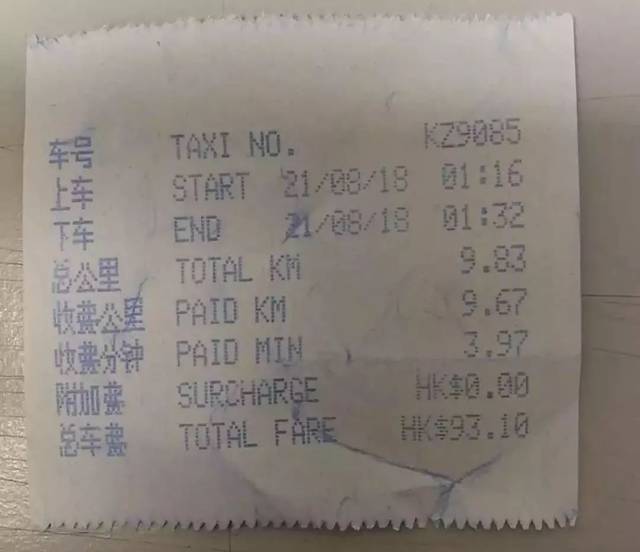 车号 TAXI NO. KZ9085
上车 START 21/08/18 01:16
下车 END 21/08/18 01:32
总公里 TOTAL KM 9.83
收费公里 PAID KM 9.67
收费分钟 PAID MIN 3.97
附加费 SURCHARGE HK$0.00
总车费 TOTAL FARE HK$93.10